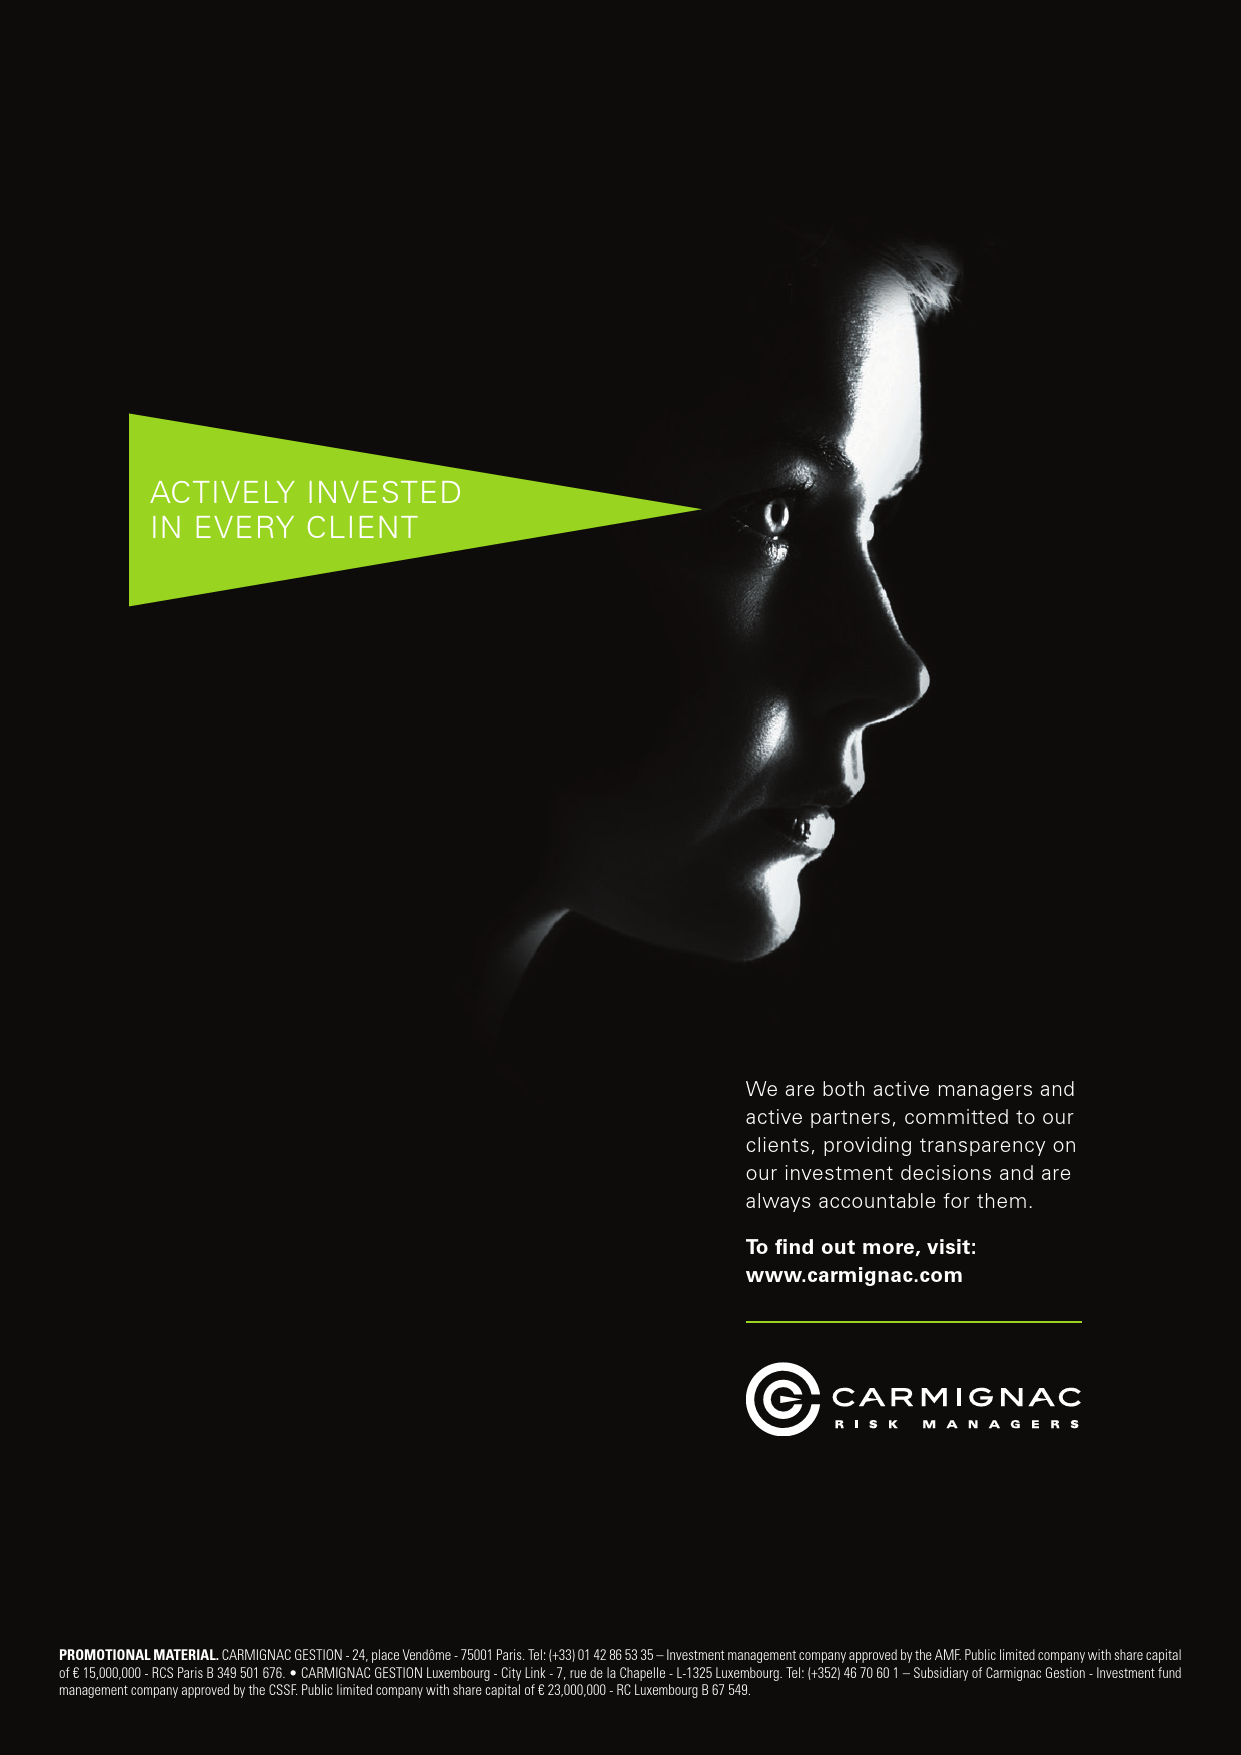 ACTIVELY INVESTED
IN EVERY CLIENT
We are both active managers and
active partners, committed to our
clients, providing transparency on
our investment decisions and are
always accountable for them.
To find out more, visit:
www.carmignac.com
CARMIGNAC
RISK MANAGERS
PROMOTIONAL MATERIAL. CARMIGNAC GESTION - 24, place Vendôme - 75001 Paris. Tel: (+33) 01 42 86 53 35 – Investment management company approved by the AMF. Public limited company with share capital
of € 15,000,000 - RCS Paris B 349 501 676. • CARMIGNAC GESTION Luxembourg - City Link - 7, rue de la Chapelle - L-1325 Luxembourg. Tel: (+352) 46 70 60 1 – Subsidiary of Carmignac Gestion - Investment fund
management company approved by the CSSF. Public limited company with share capital of € 23,000,000 - RC Luxembourg B 67 549.